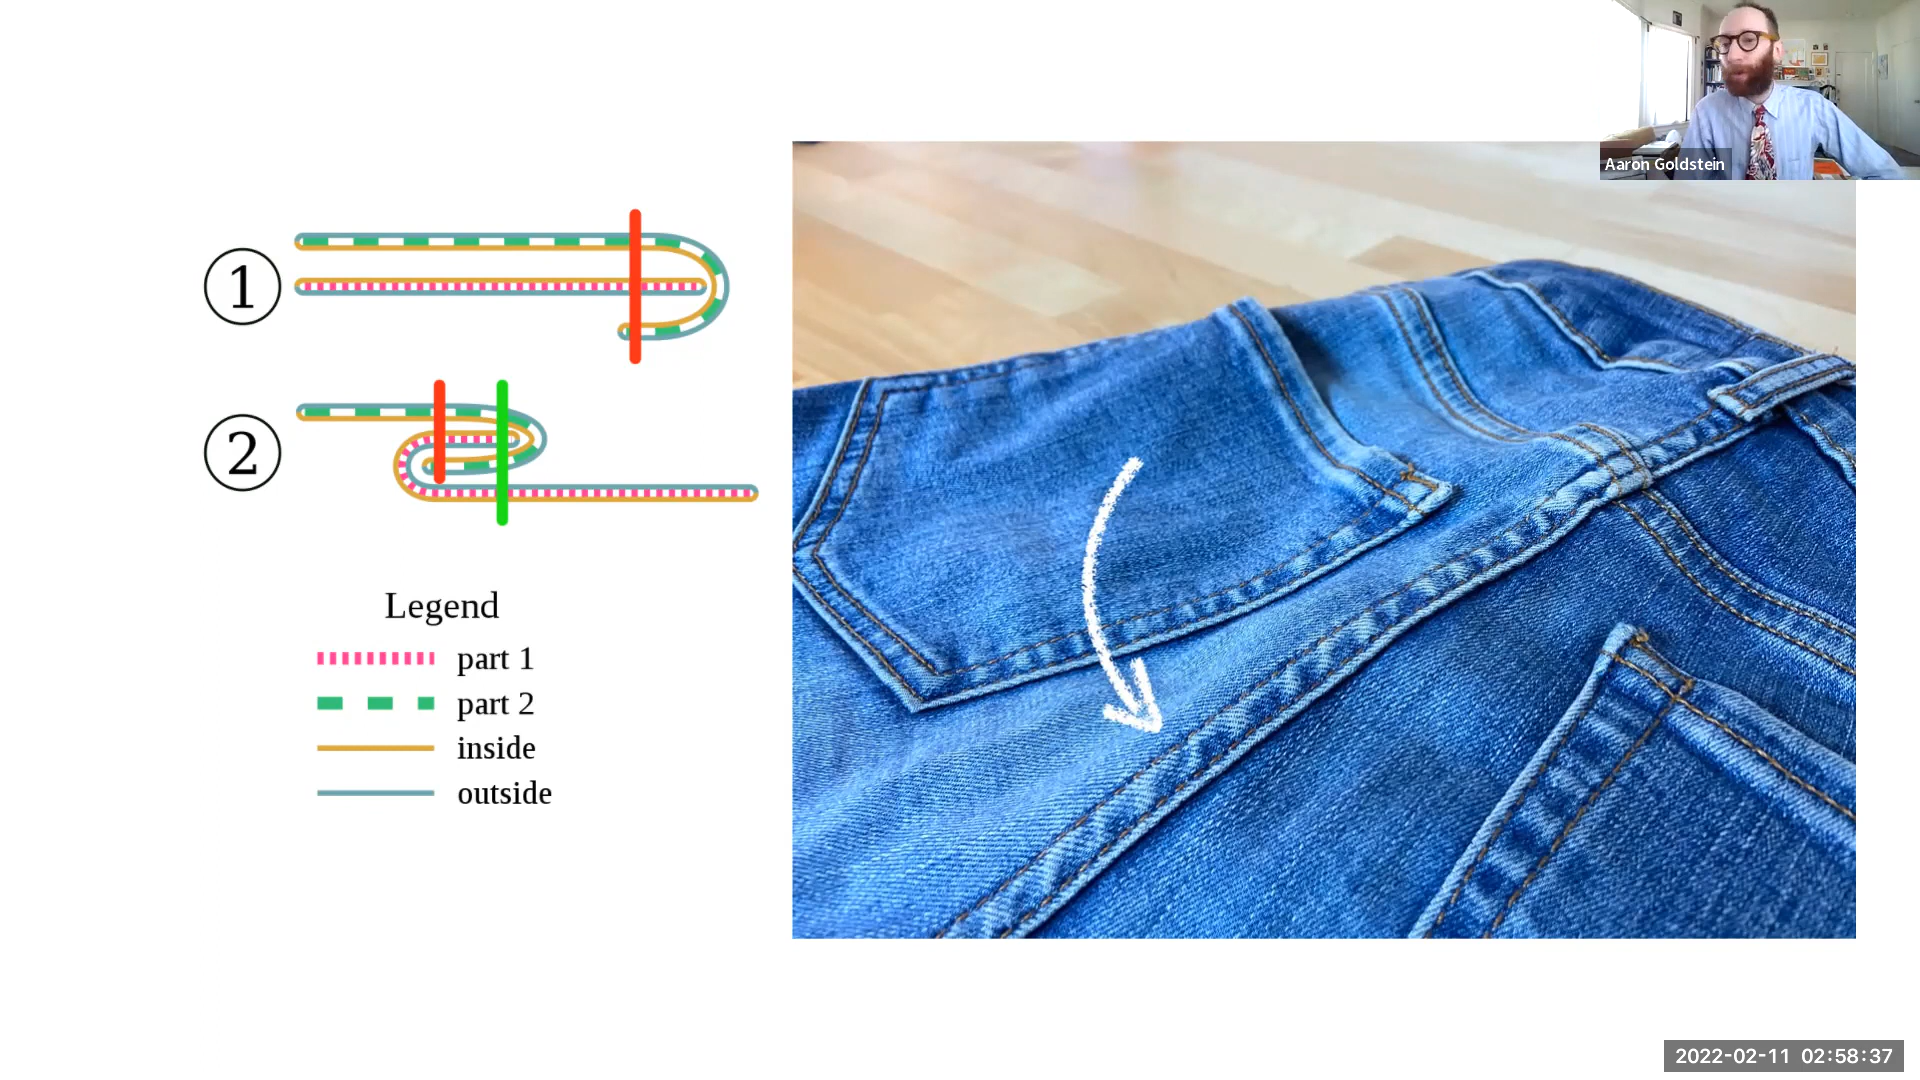 Aaron Goldstein
1
2
Legend
part 1
part 2
inside
outside
2022-02-11 02:58:37